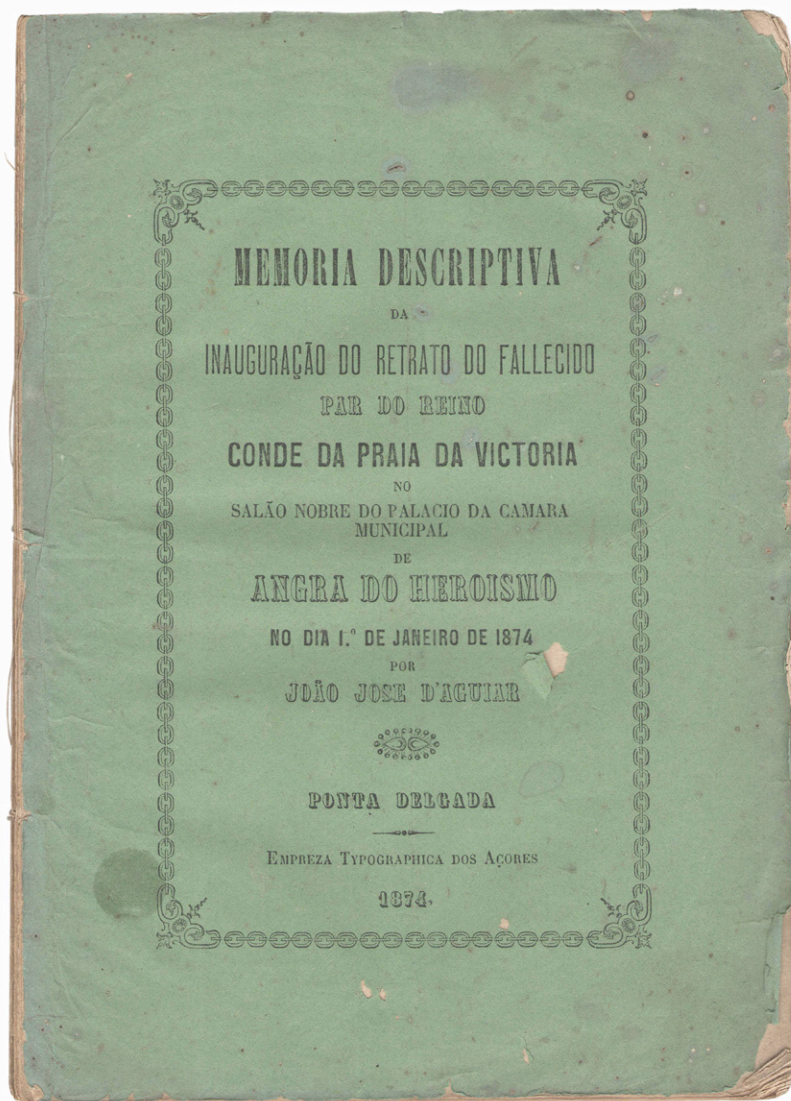 MEMORIA DESCRIPTIVA
DA
INAUGURAÇÃO DO RETRATO DO FALLECIDO
PAR DO REINO
CONDE DA PRAIA DA VICTORIA
NO
SALÃO NOBRE DO PALACIO DA CAMARA
MUNICIPAL
DE
ANGRA DO HEROISMO
NO DIA 1.º DE JANEIRO DE 1874
POR
JOÃO JOSE D'AGUIAR
PONTA DELGADA
EMPREZA TYPOGRAPHICA DOS AÇORES
1874.